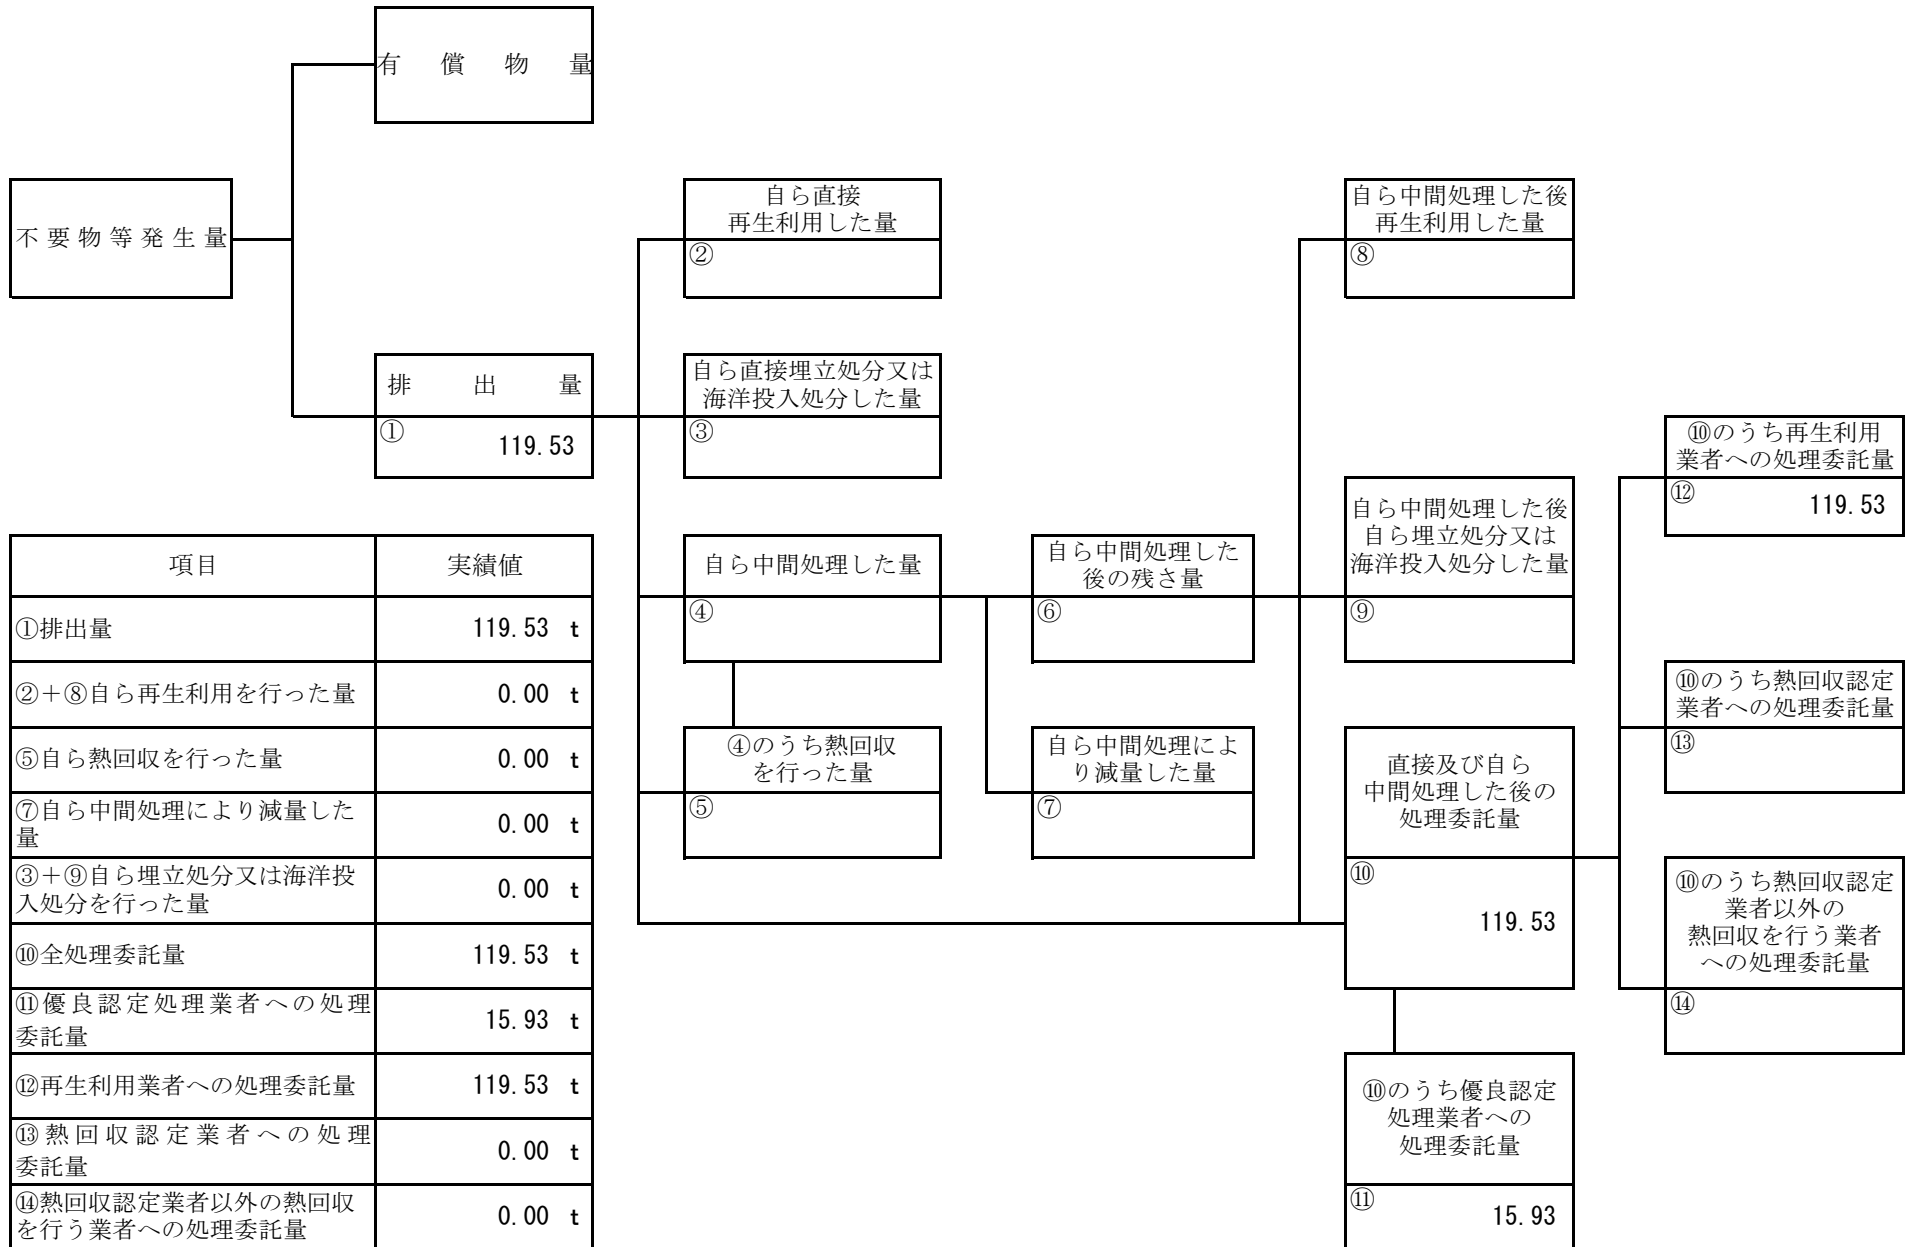 有償物量
不要物等発生量
自ら直接
再生利用した量
②
自ら中間処理した後
再生利用した量
⑧
排出量
①
119.53
自ら直接埋立処分又は
海洋投入処分した量
③
⑩のうち再生利用
業者への処理委託量
⑫
119.53
自ら中間処理した量
④
自ら中間処理した
後の残さ量
⑥
自ら中間処理した後
自ら埋立処分又は
海洋投入処分した量
⑨
⑩のうち熱回収認定
業者への処理委託量
⑬
④のうち熱回収
を行った量
⑤
自ら中間処理によ
り減量した量
⑦
直接及び自ら
中間処理した後の
処理委託量
⑩
119.53
⑩のうち熱回収認定
業者以外の
熱回収を行う業者
への処理委託量
⑭
⑩のうち優良認定
処理業者への
処理委託量
⑪
15.93
項目 実績値
①排出量 119.53 t
②+⑧自ら再生利用を行った量 0.00 t
⑤自ら熱回収を行った量 0.00 t
⑦自ら中間処理により減量した
量 0.00 t
③+⑨自ら埋立処分又は海洋投
入処分を行った量 0.00 t
⑩全処理委託量 119.53 t
⑪優良認定処理業者への処理
委託量 15.93 t
⑫再生利用業者への処理委託量 119.53 t
⑬熱回収認定業者への処理
委託量 0.00 t
⑭熱回収認定業者以外の熱回収
を行う業者への処理委託量 0.00 t